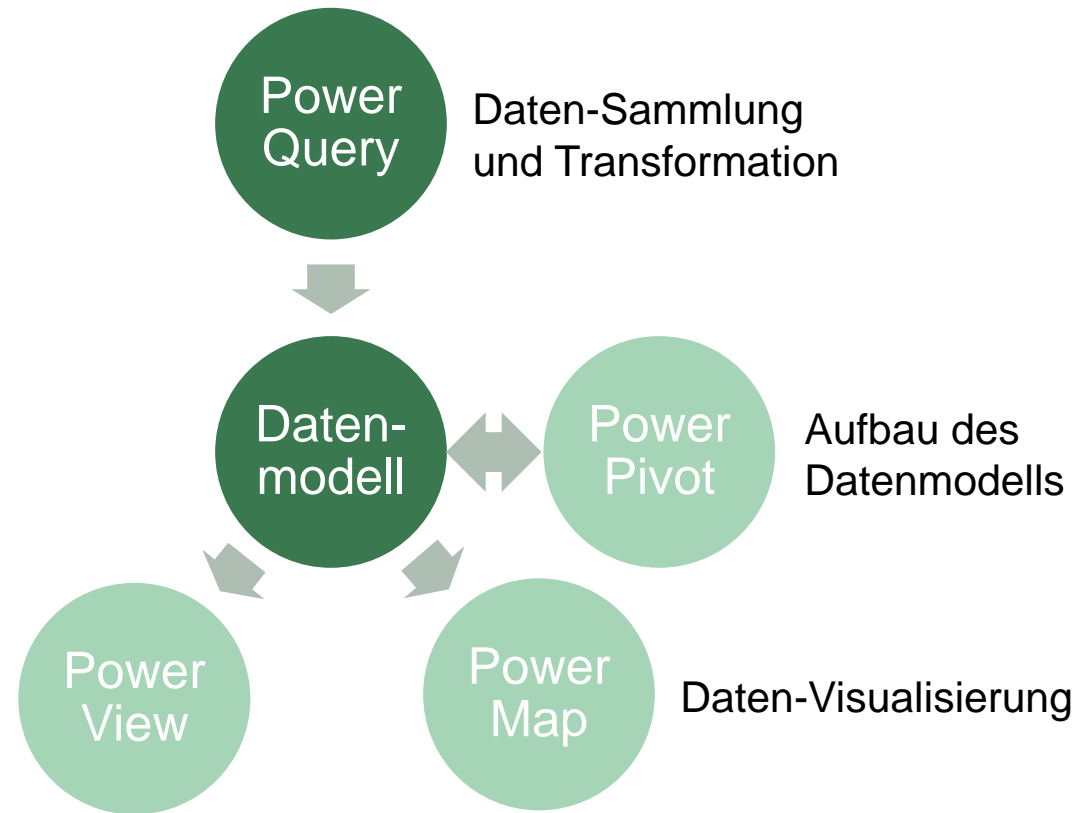 Power
Query
Daten-Sammlung
und Transformation
Daten-
modell
Power
Pivot
Aufbau des
Datenmodells
Power
View
Power
Map
Daten-Visualisierung